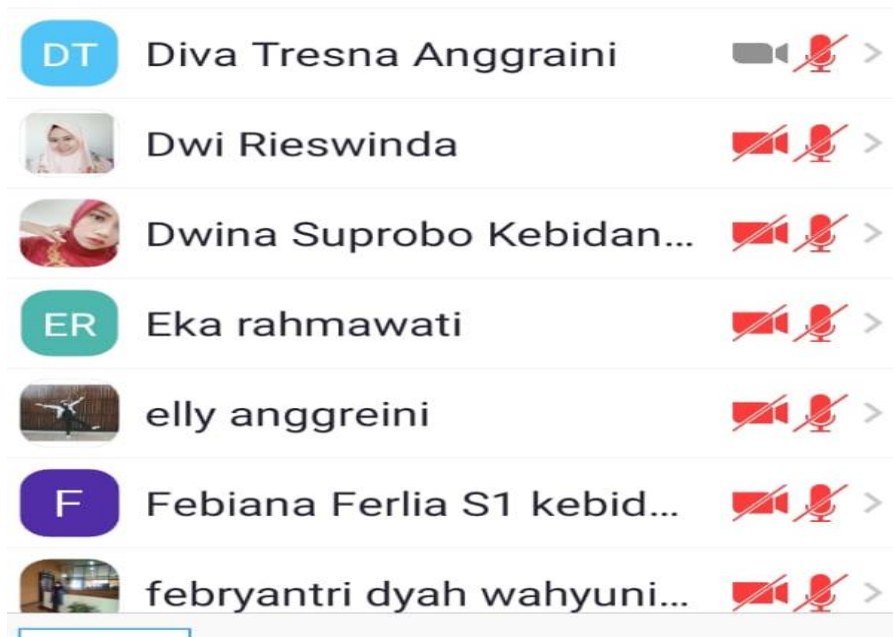 DT Diva Tresna Anggraini
Dwi Rieswinda
Dwina Suprobo Kebidan...
ER Eka rahmawati
elly anggreini
F Febiana Ferlia S1 kebid...
febryantri dyah wahyuni...